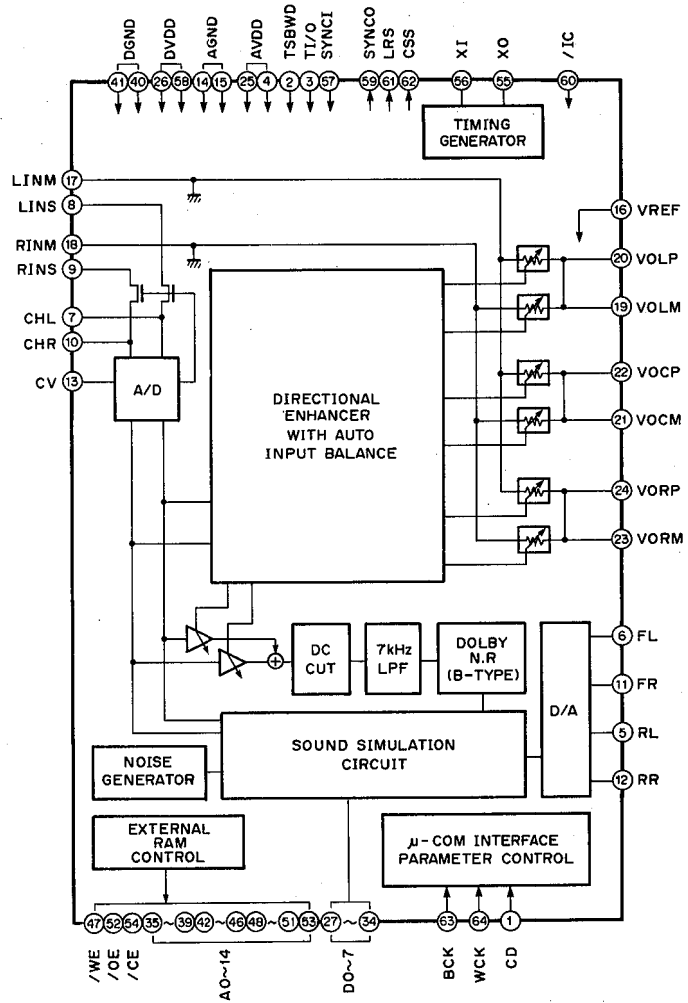 DGND DVDD AGND AVDD TSBWD TI/O SYNCI SYNCO LRS CSS XI XO /IC
41 40 26 58 14 15 25 4 2 3 57 59 61 62 56 55 60
TIMING
GENERATOR
LINM 17
LINS 8
RINM 18
RINS 9
CHL 7
CHR 10
CV 13
A/D
DIRECTIONAL
ENHANCER
WITH AUTO
INPUT BALANCE
16 VREF
20 VOLP
19 VOLM
22 VOCP
21 VOCM
24 VORP
23 VORM
DC
CUT
7kHz
LPF
DOLBY
N.R
(B-TYPE)
D/A
6 FL
11 FR
5 RL
12 RR
SOUND SIMULATION
CIRCUIT
NOISE
GENERATOR
EXTERNAL
RAM
CONTROL
μ-COM INTERFACE
PARAMETER CONTROL
47 52 54 35 ~ 39 42 ~ 46 48 ~ 51 53 27 ~ 34 63 64 1
/WE /OE /CE A0~14 D0~7 BCK WCK CD